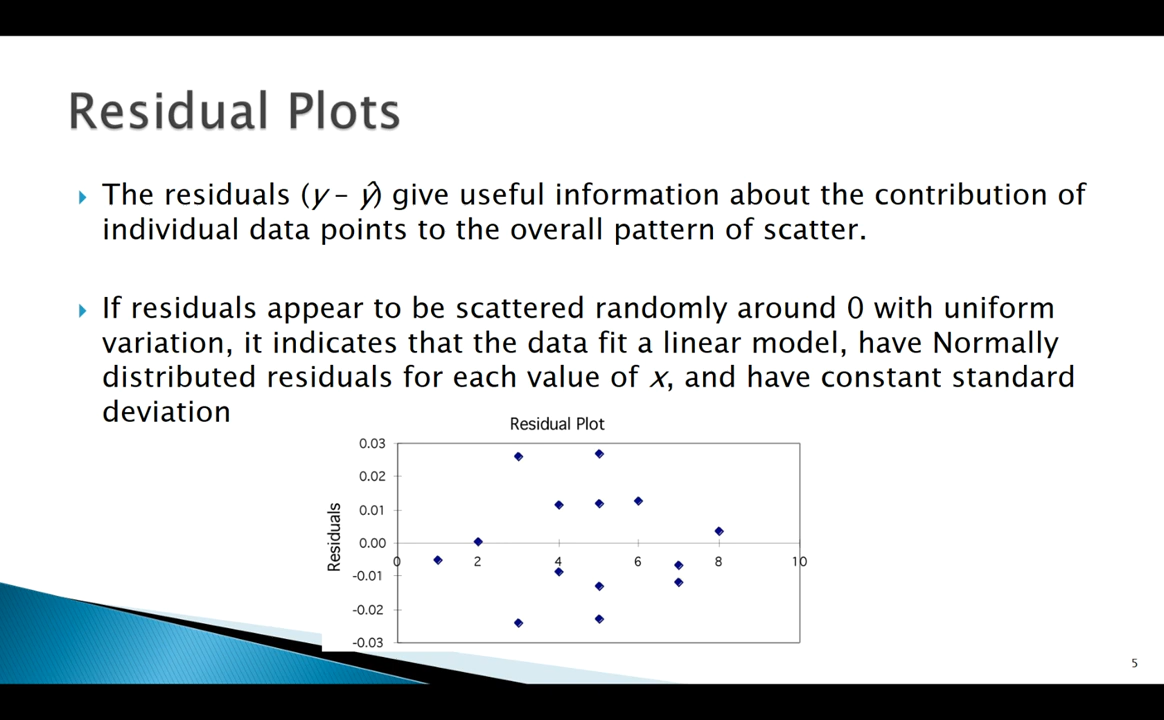 Residual Plots
The residuals (y – ŷ) give useful information about the contribution of
individual data points to the overall pattern of scatter.
If residuals appear to be scattered randomly around 0 with uniform
variation, it indicates that the data fit a linear model, have Normally
distributed residuals for each value of x, and have constant standard
deviation
Residual Plot
Residuals
0.03
0.02
0.01
0.00
-0.01
-0.02
-0.03
0 2 4 6 8 10
5